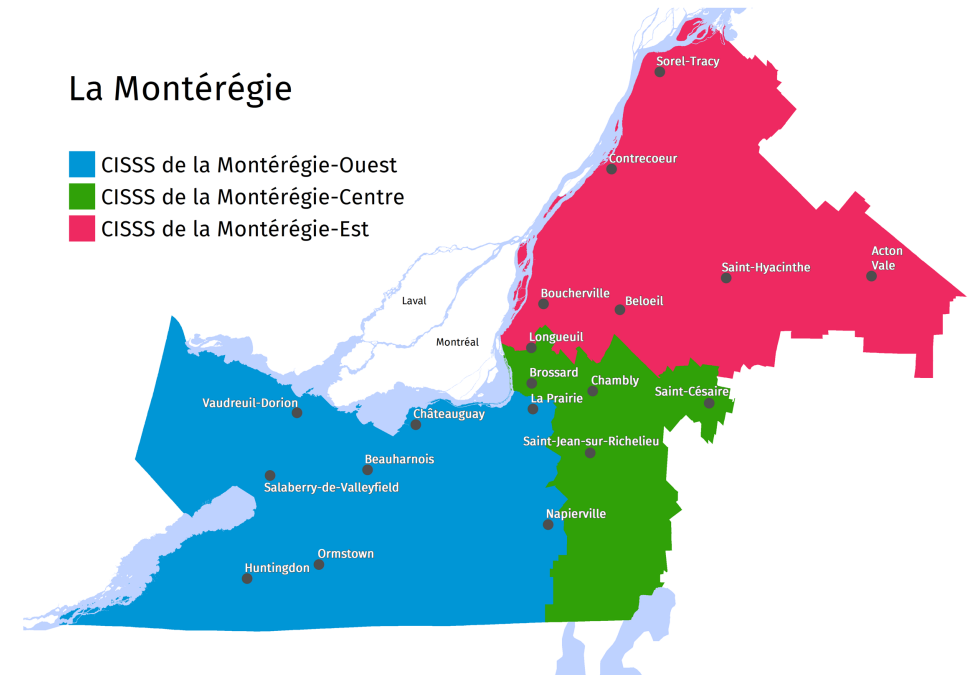 La Montérégie
CISSS de la Montérégie-Ouest
CISSS de la Montérégie-Centre
CISSS de la Montérégie-Est
Sorel-Tracy
Contrecoeur
Acton
Vale
Saint-Hyacinthe
Boucherville
Beloeil
Laval
Montréal
Longueuil
Brossard
Chambly
Saint-Césaire
La Prairie
Vaudreuil-Dorion
Châteauguay
Saint-Jean-sur-Richelieu
Beauharnois
Salaberry-de-Valleyfield
Napierville
Ormstown
Huntingdon